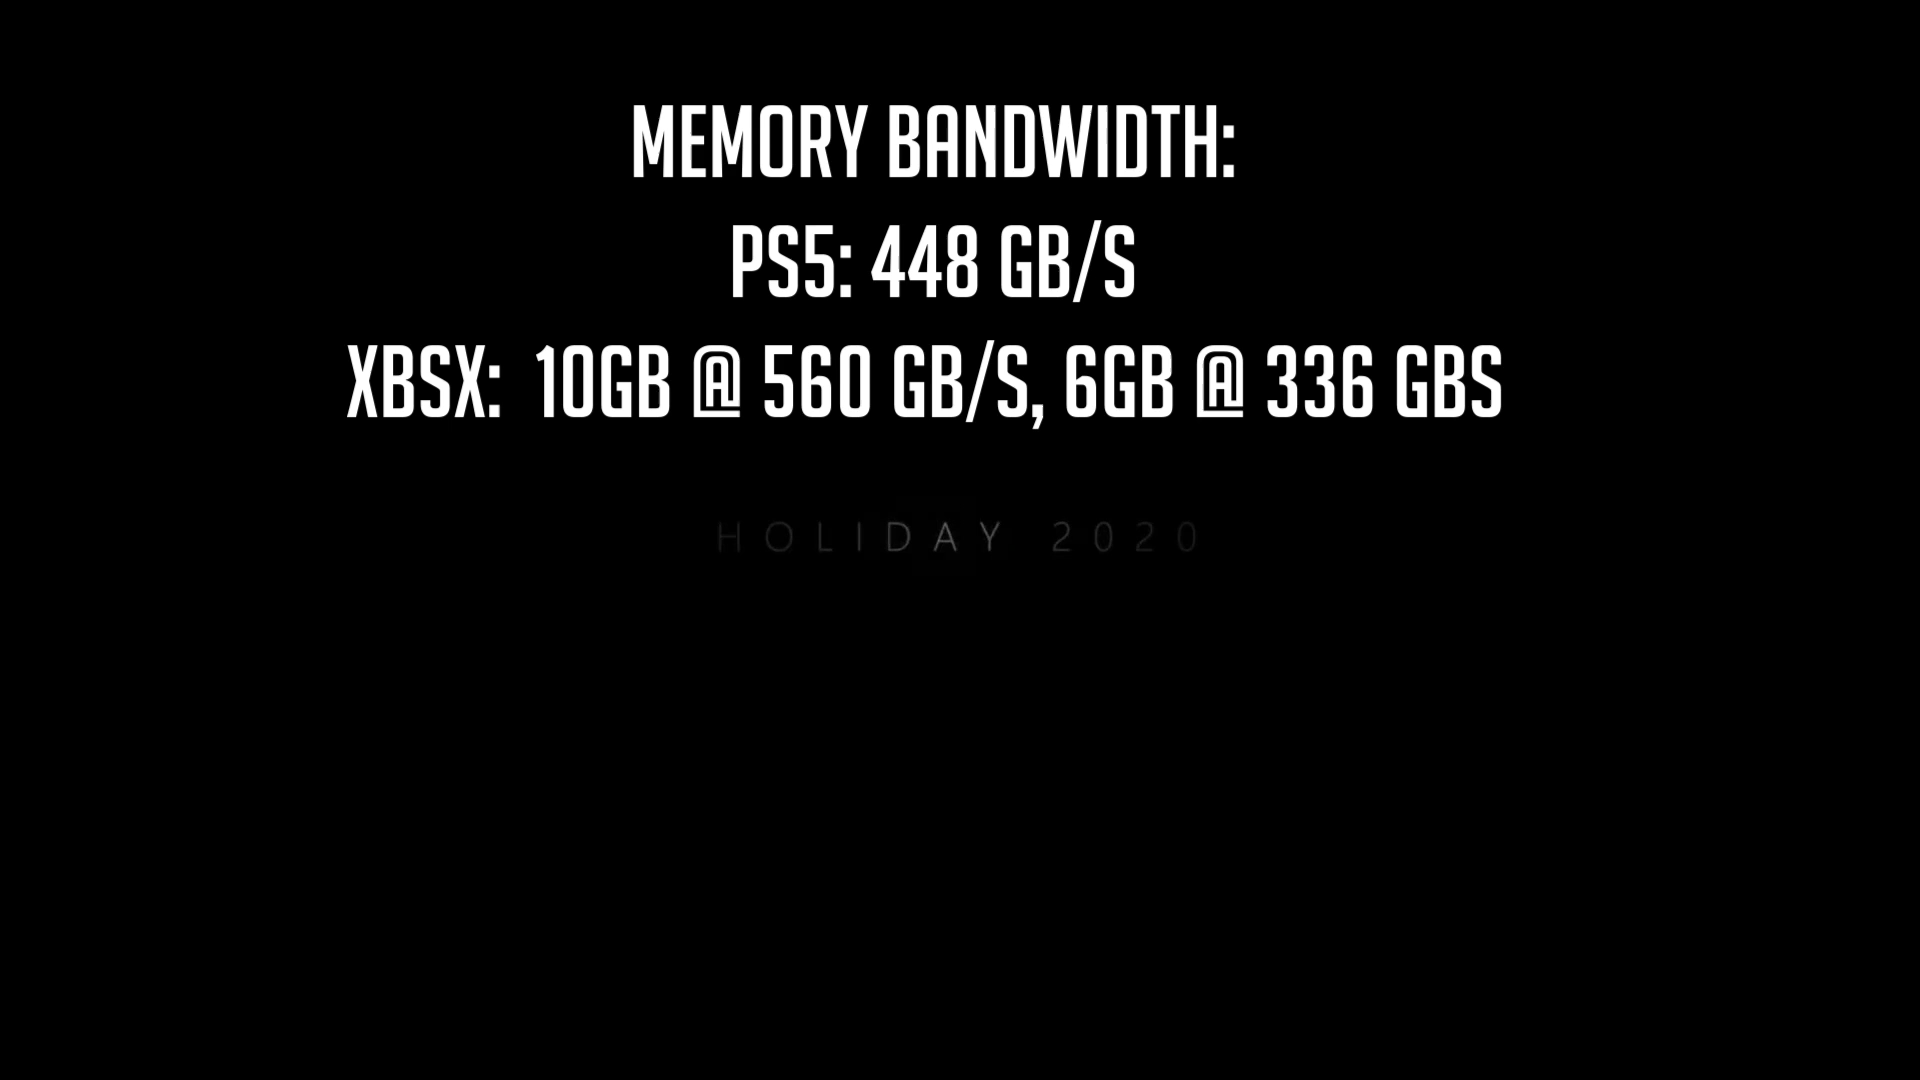 MEMORY BANDWIDTH:
PS5: 448 GB/S
XBSX: 10GB @ 560 GB/S, 6GB @ 336 GBS
HOLIDAY 2020